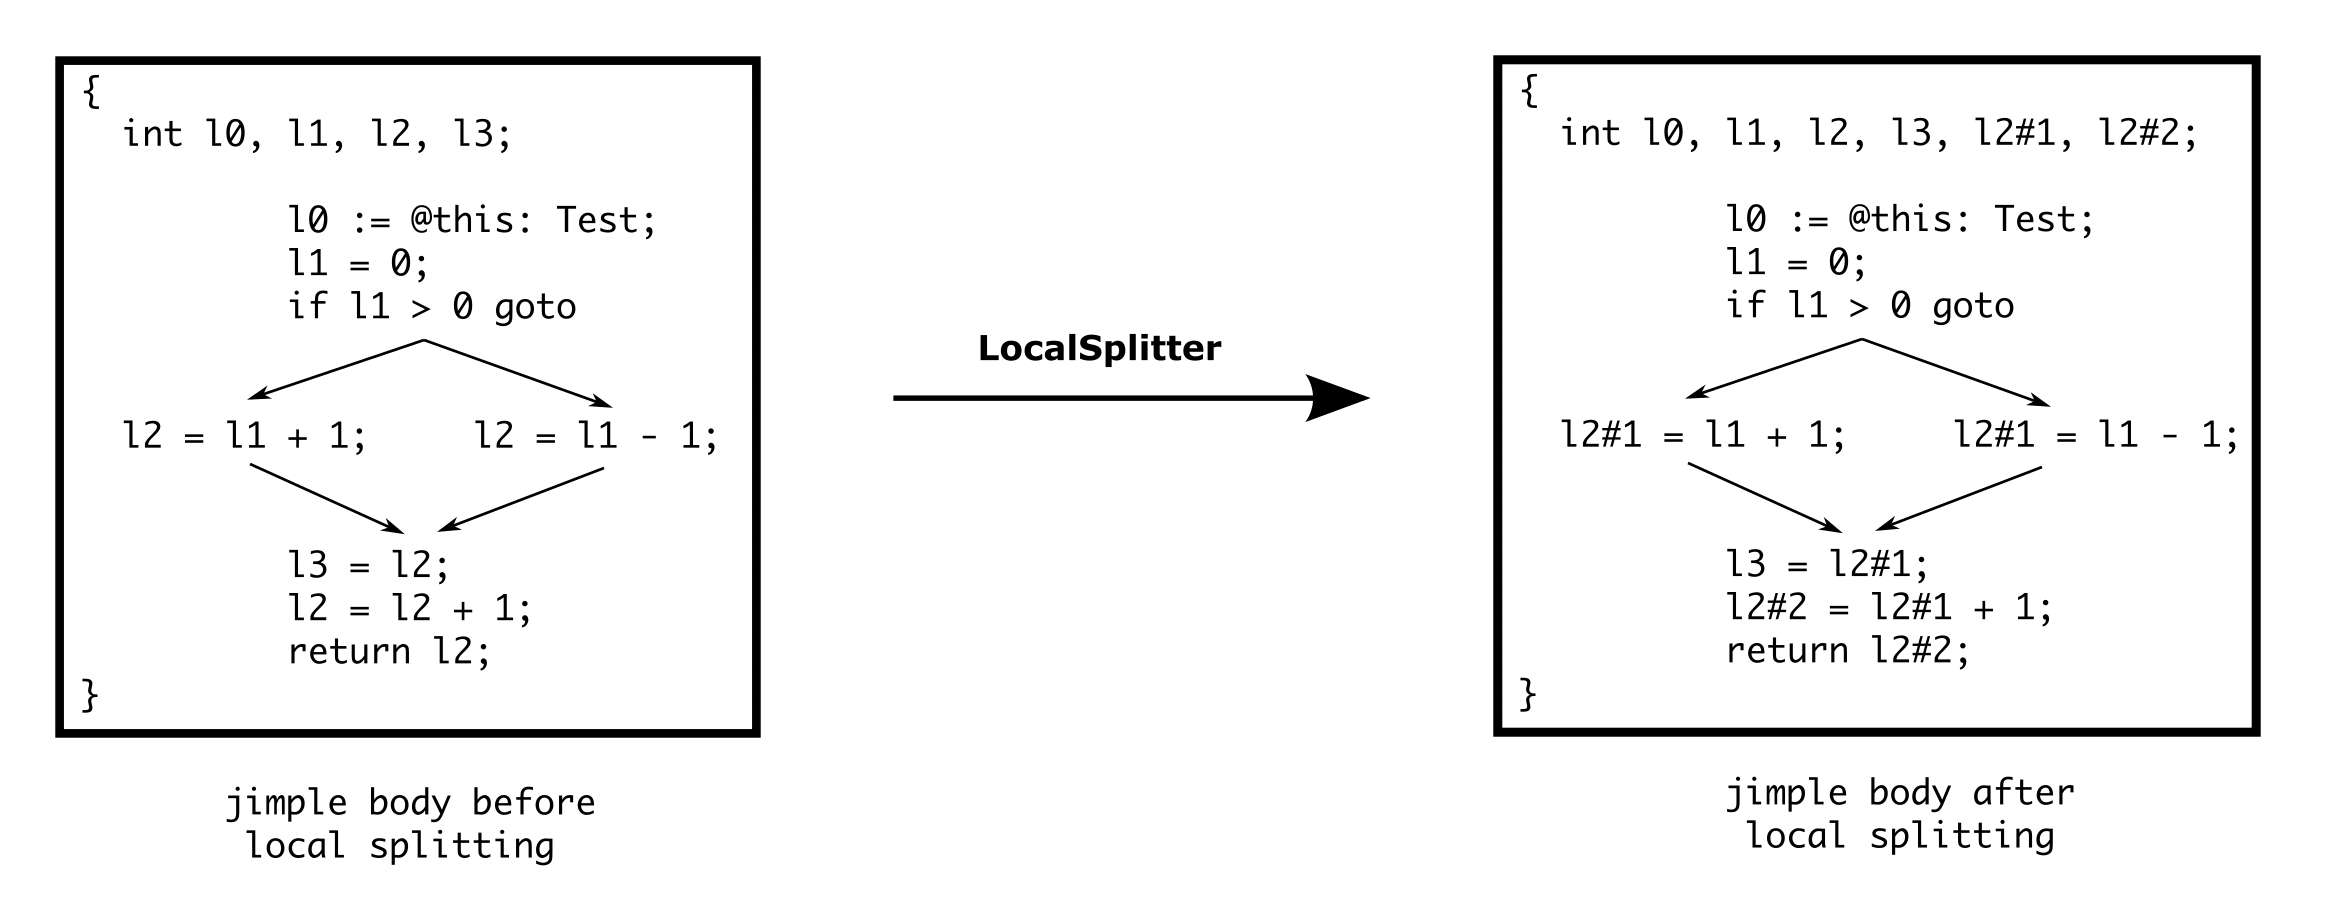 {
int l0, l1, l2, l3;
l0 := @this: Test;
l1 = 0;
if l1 > 0 goto
l2 = l1 + 1;
l2 = l1 - 1;
l3 = l2;
l2 = l2 + 1;
return l2;
}
jimple body before
local splitting
LocalSplitter
{
int l0, l1, l2, l3, l2#1, l2#2;
l0 := @this: Test;
l1 = 0;
if l1 > 0 goto
l2#1 = l1 + 1;
l2#1 = l1 - 1;
l3 = l2#1;
l2#2 = l2#1 + 1;
return l2#2;
}
jimple body after
local splitting